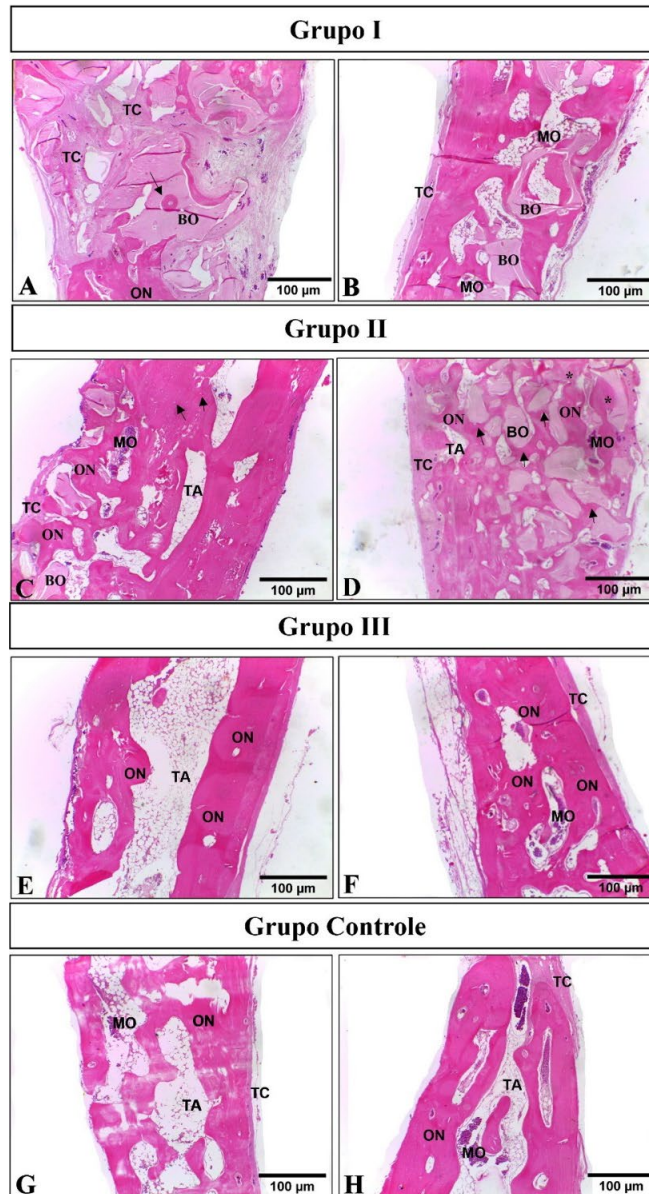 Grupo I
TC
TC
BO
ON
A
100 µm
MO
TC
BO
BO
MO
B
100 µm
Grupo II
MO
ON
TA
TC
ON
BO
C
100 µm
*
*
ON
ON
BO
MO
TA
TC
D
100 µm
Grupo III
ON
ON
TA
ON
E
100 µm
TC
ON
ON
ON
MO
F
100 µm
Grupo Controle
MO
ON
TA
TC
G
100 µm
TC
TA
ON
MO
H
100 µm